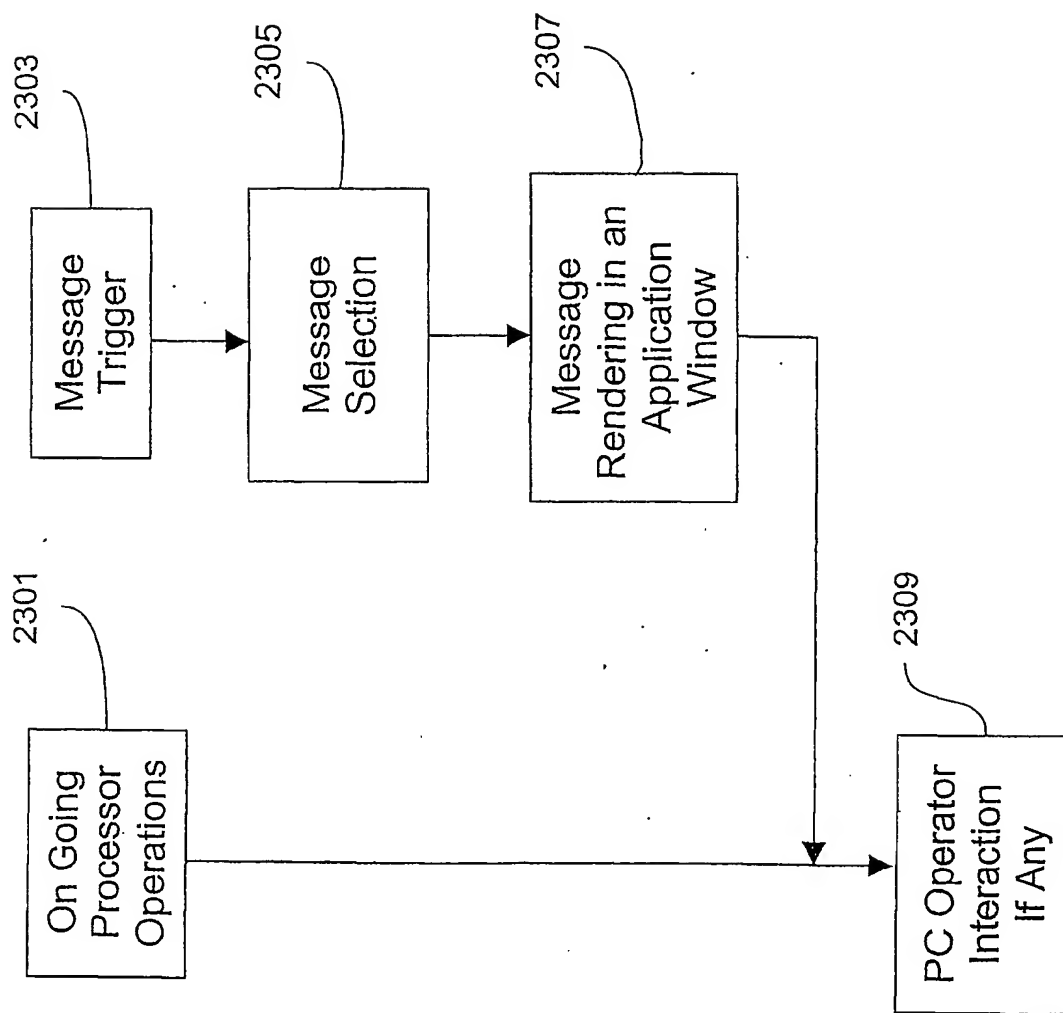 2301
On Going
Processor
Operations
2303
Message
Trigger
2305
Message
Selection
2307
Message
Rendering in an
Application
Window
2309
PC Operator
Interaction
If Any